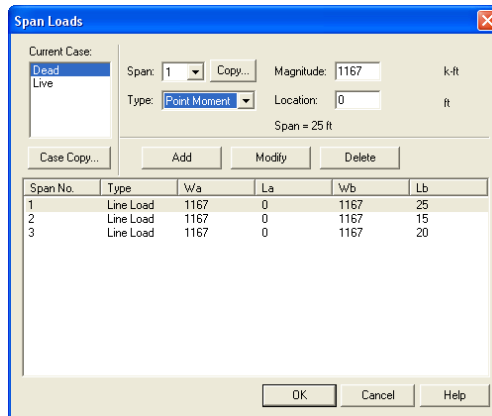 Span Loads
Current Case:
Dead
Live
Span: 1 Copy... Magnitude: 1167 k-ft
Type: Point Moment Location: 0 ft
Span = 25 ft
Case Copy... Add Modify Delete
Span No. Type Wa La Wb Lb
1 Line Load 1167 0 1167 25
2 Line Load 1167 0 1167 15
3 Line Load 1167 0 1167 20
OK Cancel Help